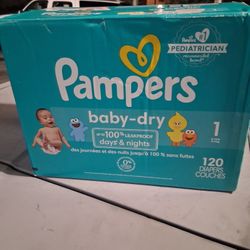 PEDIATRICIAN
Pampers
baby-dry
UP TO 100% LEAKPROOF
days & nights
des journées et des nuits jusqu'à 100 % sans fuites
1
120
DIAPERS
COUCHES